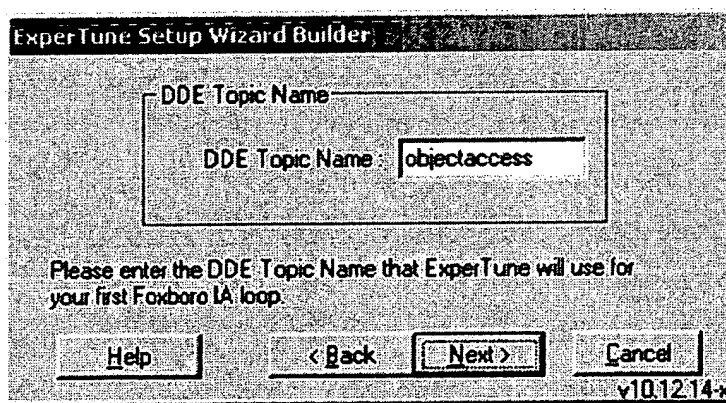 ExperTune Setup Wizard Builder
DDE Topic Name
DDE Topic Name : objectaccess
Please enter the DDE Topic Name that ExperTune will use for
your first Foxboro IA loop.
Help < Back Next > Cancel
v10.12.14